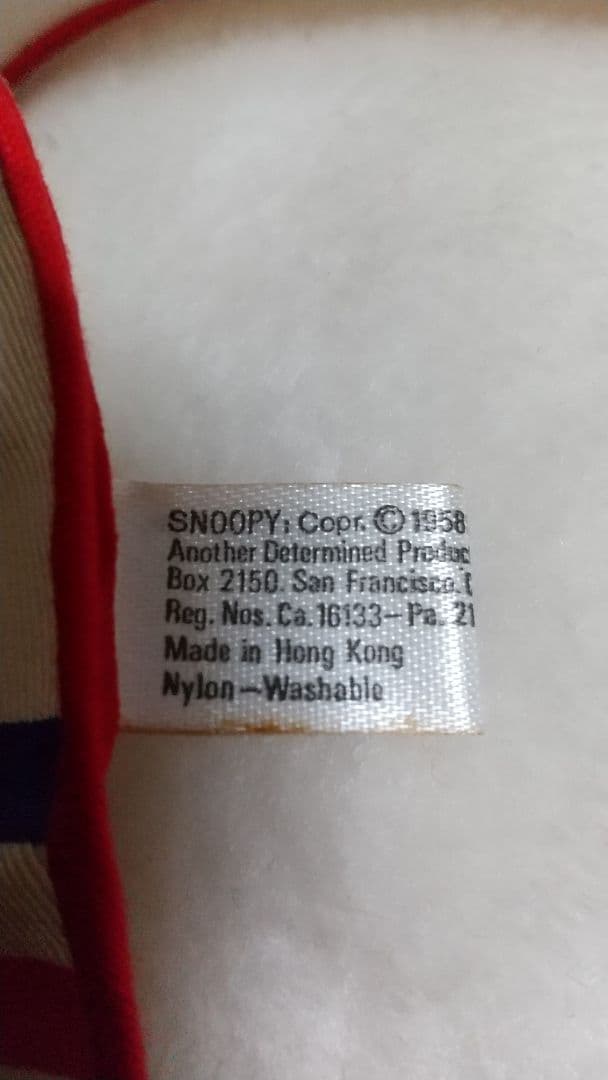 SNOOPY: Copr. © 1958
Another Determined Produc
Box 2150. San Francisco.
Reg. Nos. Ca. 16133-Pa. 21
Made in Hong Kong
Nylon-Washable